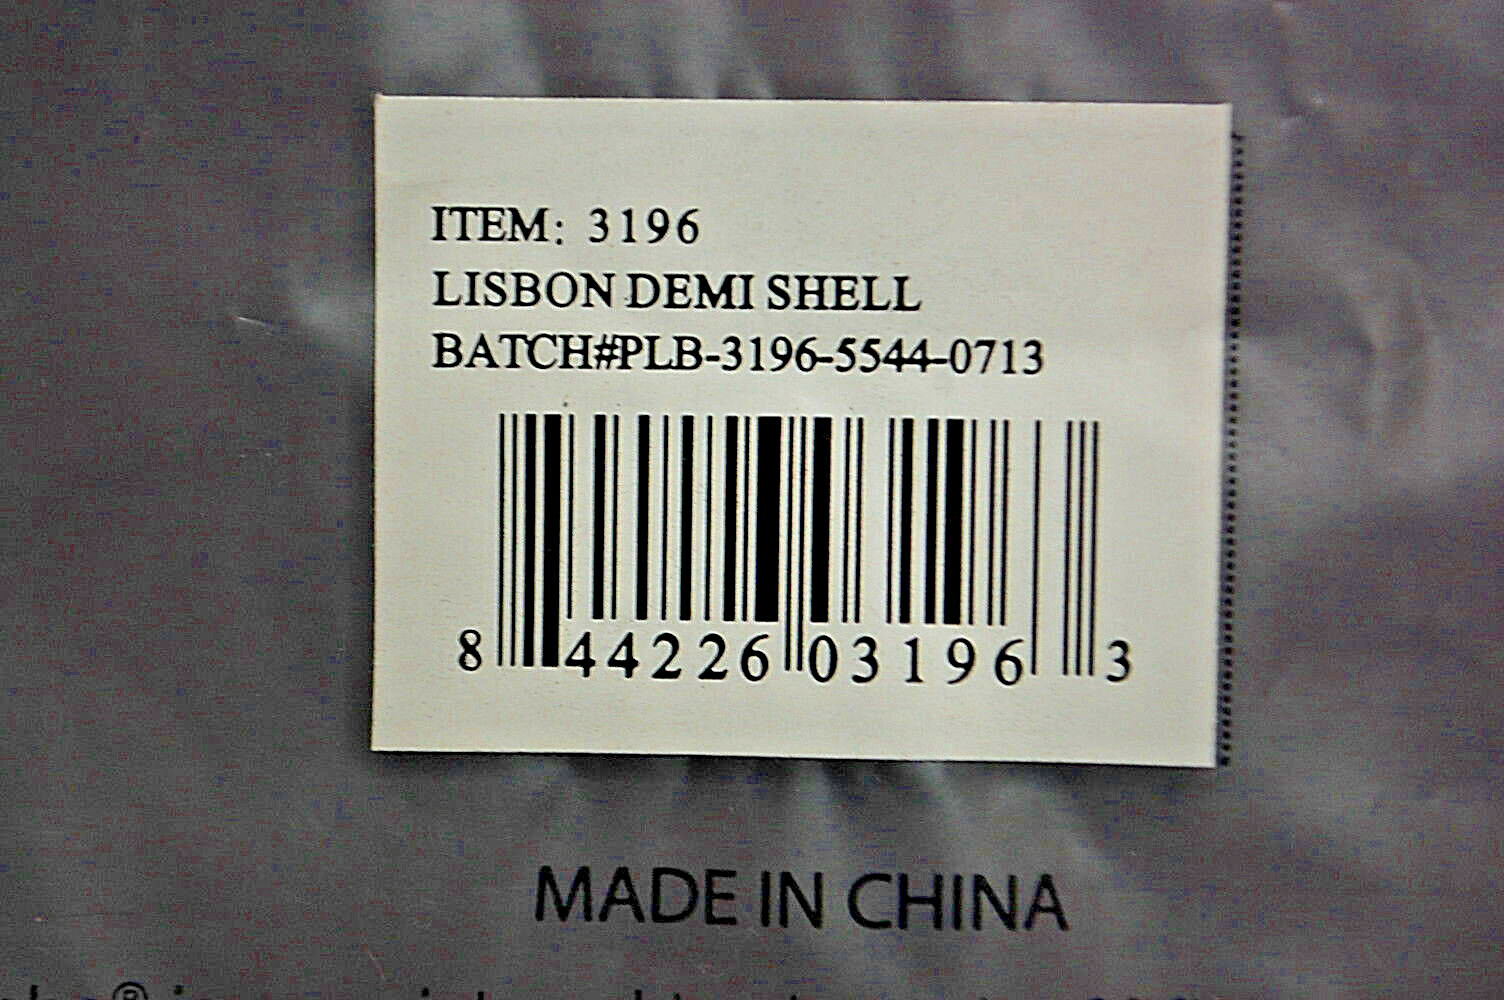 ITEM: 3196
LISBON DEMI SHELL
BATCH#PLB-3196-5544-0713
8 44226 03196 3
MADE IN CHINA